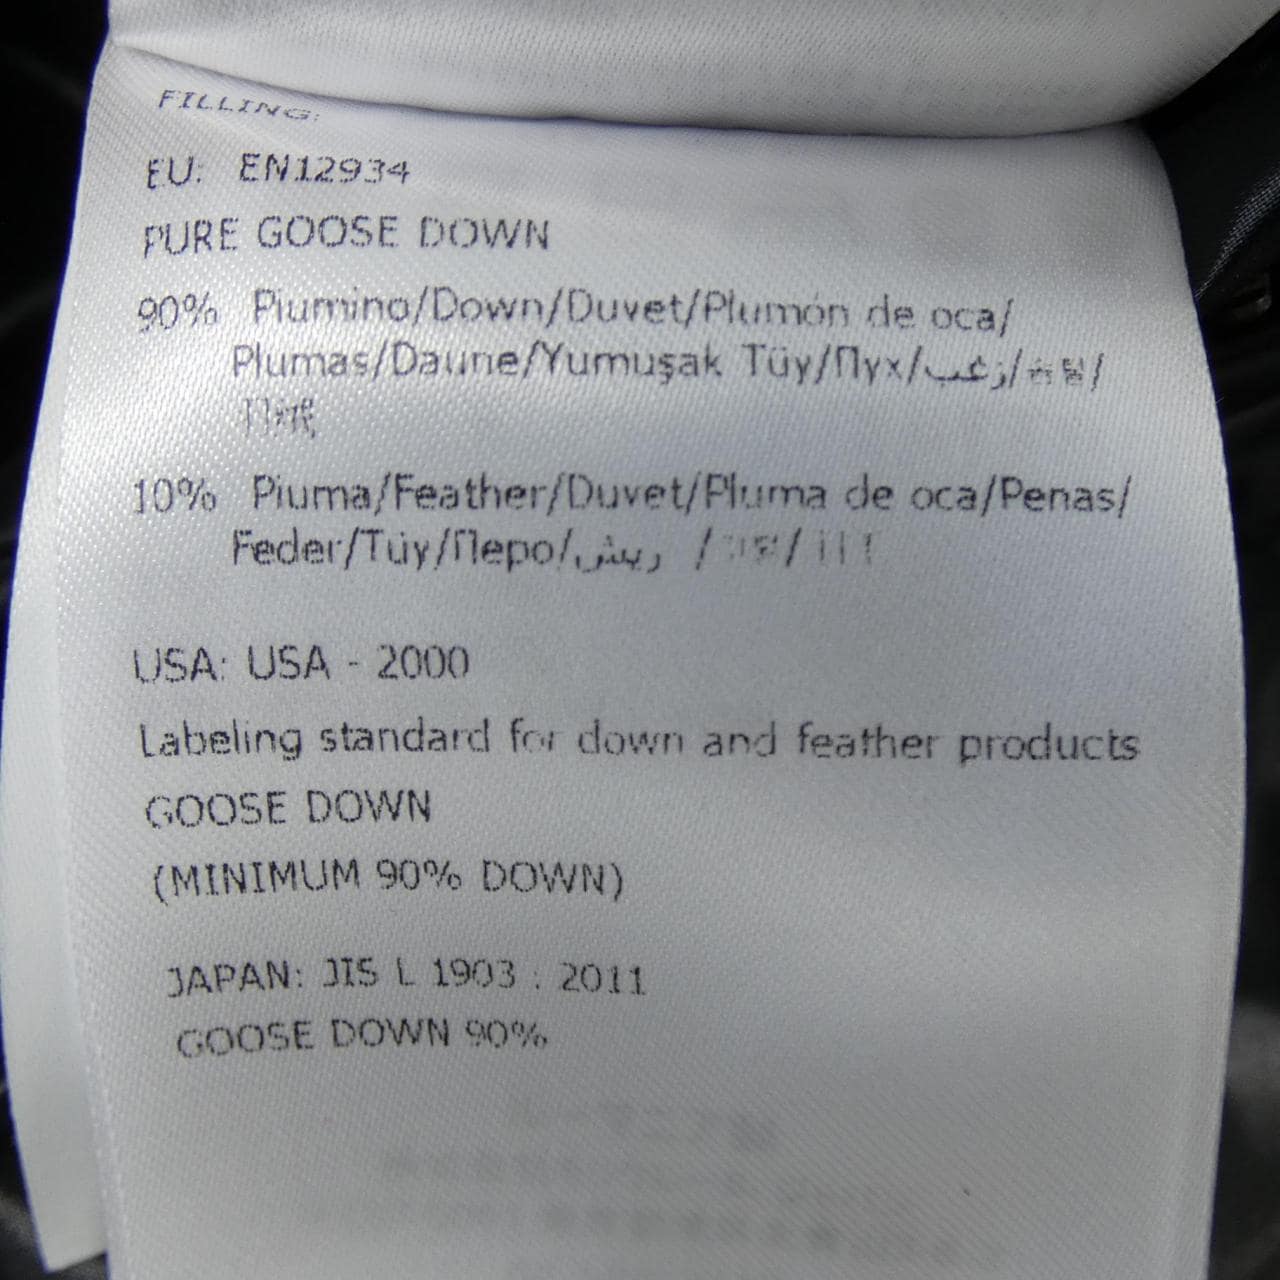 FILLING:
EU: EN12934
PURE GOOSE DOWN
90% Piumino/Down/Duvet/Plumón de oca/
Plumas/Daune/Yumuşak Tüy/Пух/زغب/
10% Piuma/Feather/Duvet/Pluma de oca/Penas/
Feder/Tüy/Перо/ريش /
USA: USA - 2000
Labeling standard for down and feather products
GOOSE DOWN
(MINIMUM 90% DOWN)
JAPAN: JIS L 1903 : 2011
GOOSE DOWN 90%